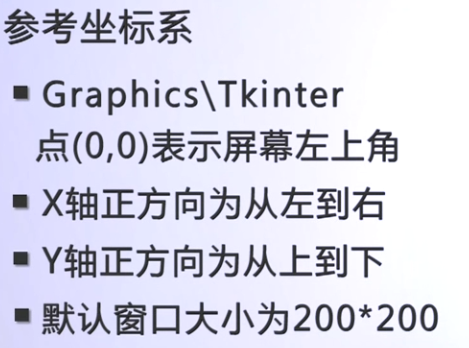 参考坐标系
▪ Graphics\Tkinter
点(0,0)表示屏幕左上角
▪ X轴正方向为从左到右
▪ Y轴正方向为从上到下
▪ 默认窗口大小为200*200